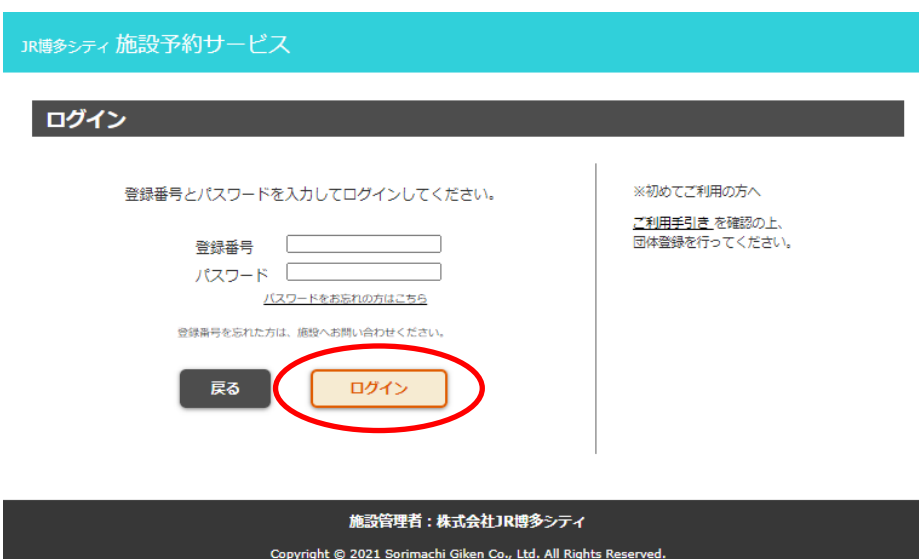 JR博多シティ 施設予約サービス
ログイン
登録番号とパスワードを入力してログインしてください。
登録番号
パスワード
パスワードをお忘れの方はこちら
登録番号を忘れた方は、施設へお問い合わせください。
戻る
ログイン
※初めてご利用の方へ
ご利用手引き を確認の上、
団体登録を行ってください。
施設管理者：株式会社JR博多シティ
Copyright © 2021 Sorimachi Giken Co., Ltd. All Rights Reserved.